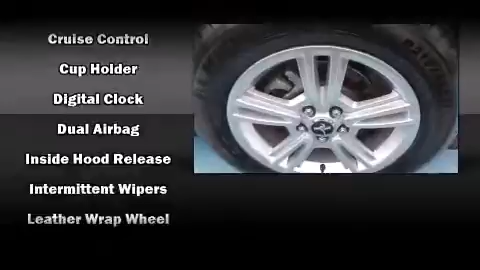 Cruise Control
Cup Holder
Digital Clock
Dual Airbag
Inside Hood Release
Intermittent Wipers
Leather Wrap Wheel